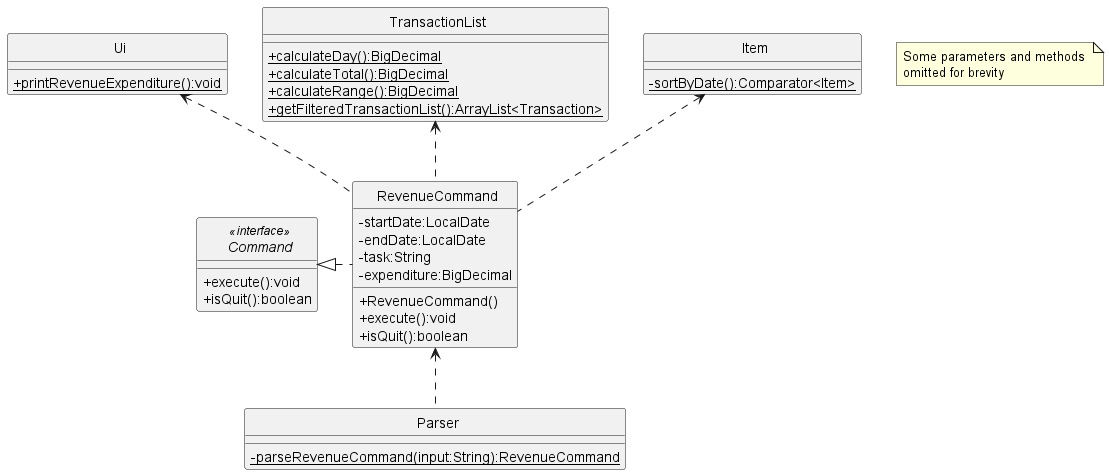 Ui
+printRevenueExpenditure():void
TransactionList
+calculateDay():BigDecimal
+calculateTotal():BigDecimal
+calculateRange():BigDecimal
+getFilteredTransactionList():ArrayList<Transaction>
Item
-sortByDate():Comparator<Item>
Some parameters and methods
omitted for brevity
«interface»
Command
+execute():void
+isQuit():boolean
RevenueCommand
-startDate:LocalDate
-endDate:LocalDate
-task:String
-expenditure:BigDecimal
+RevenueCommand()
+execute():void
+isQuit():boolean
Parser
-parseRevenueCommand(input:String):RevenueCommand